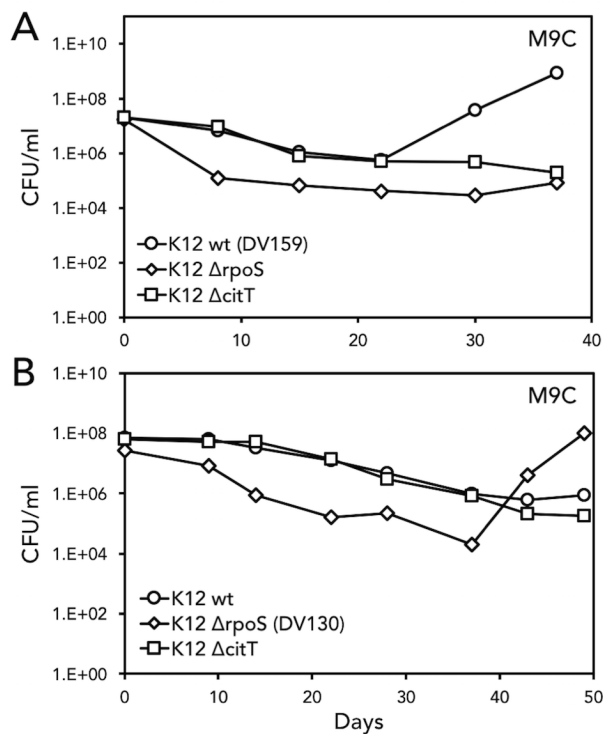 A
M9C
1.E+10
1.E+08
1.E+06
1.E+04
1.E+02
1.E+00
CFU/ml
K12 wt (DV159)
K12 ΔrpoS
K12 ΔcitT
0 10 20 30 40
B
M9C
1.E+10
1.E+08
1.E+06
1.E+04
1.E+02
1.E+00
CFU/ml
K12 wt
K12 ΔrpoS (DV130)
K12 ΔcitT
0 10 20 30 40 50
Days